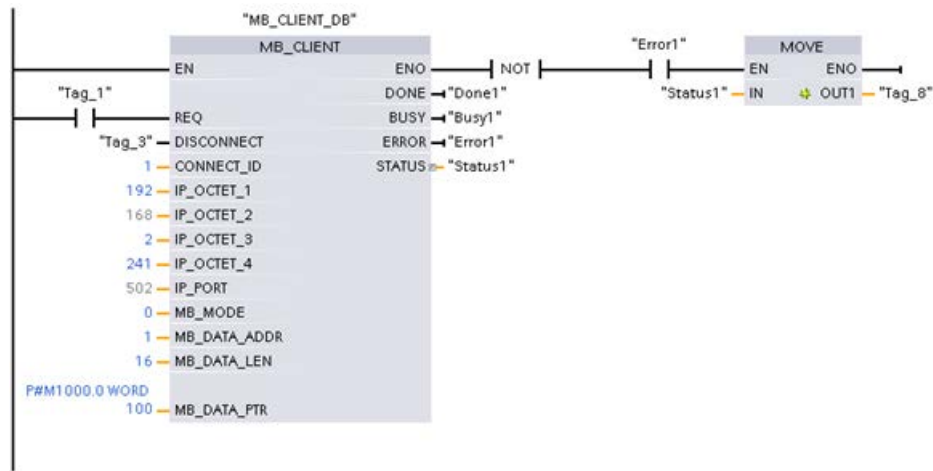 "MB_CLIENT_DB"
MB_CLIENT
"Error1"
MOVE
EN
ENO
NOT
EN
ENO
"Tag_1"
DONE
"Done1"
"Status1"
IN
OUT1
"Tag_8"
REQ
BUSY
"Busy1"
"Tag_3"
DISCONNECT
ERROR
"Error1"
1
CONNECT_ID
STATUS
"Status1"
192
IP_OCTET_1
168
IP_OCTET_2
2
IP_OCTET_3
241
IP_OCTET_4
502
IP_PORT
0
MB_MODE
1
MB_DATA_ADDR
16
MB_DATA_LEN
P#M1000.0 WORD
100
MB_DATA_PTR